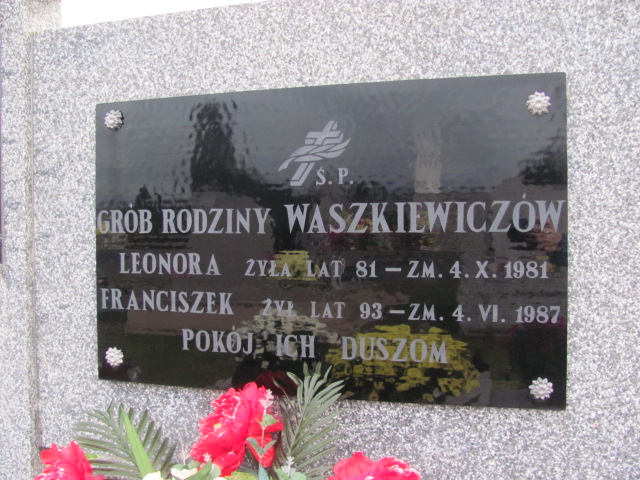 Ś.P.
GRÓB RODZINY WASZKIEWICZÓW
LEONORA ŻYŁA LAT 81 – ZM. 4. X. 1981
FRANCISZEK ŻYŁ LAT 93 – ZM. 4. VI. 1987
POKÓJ ICH DUSZOM